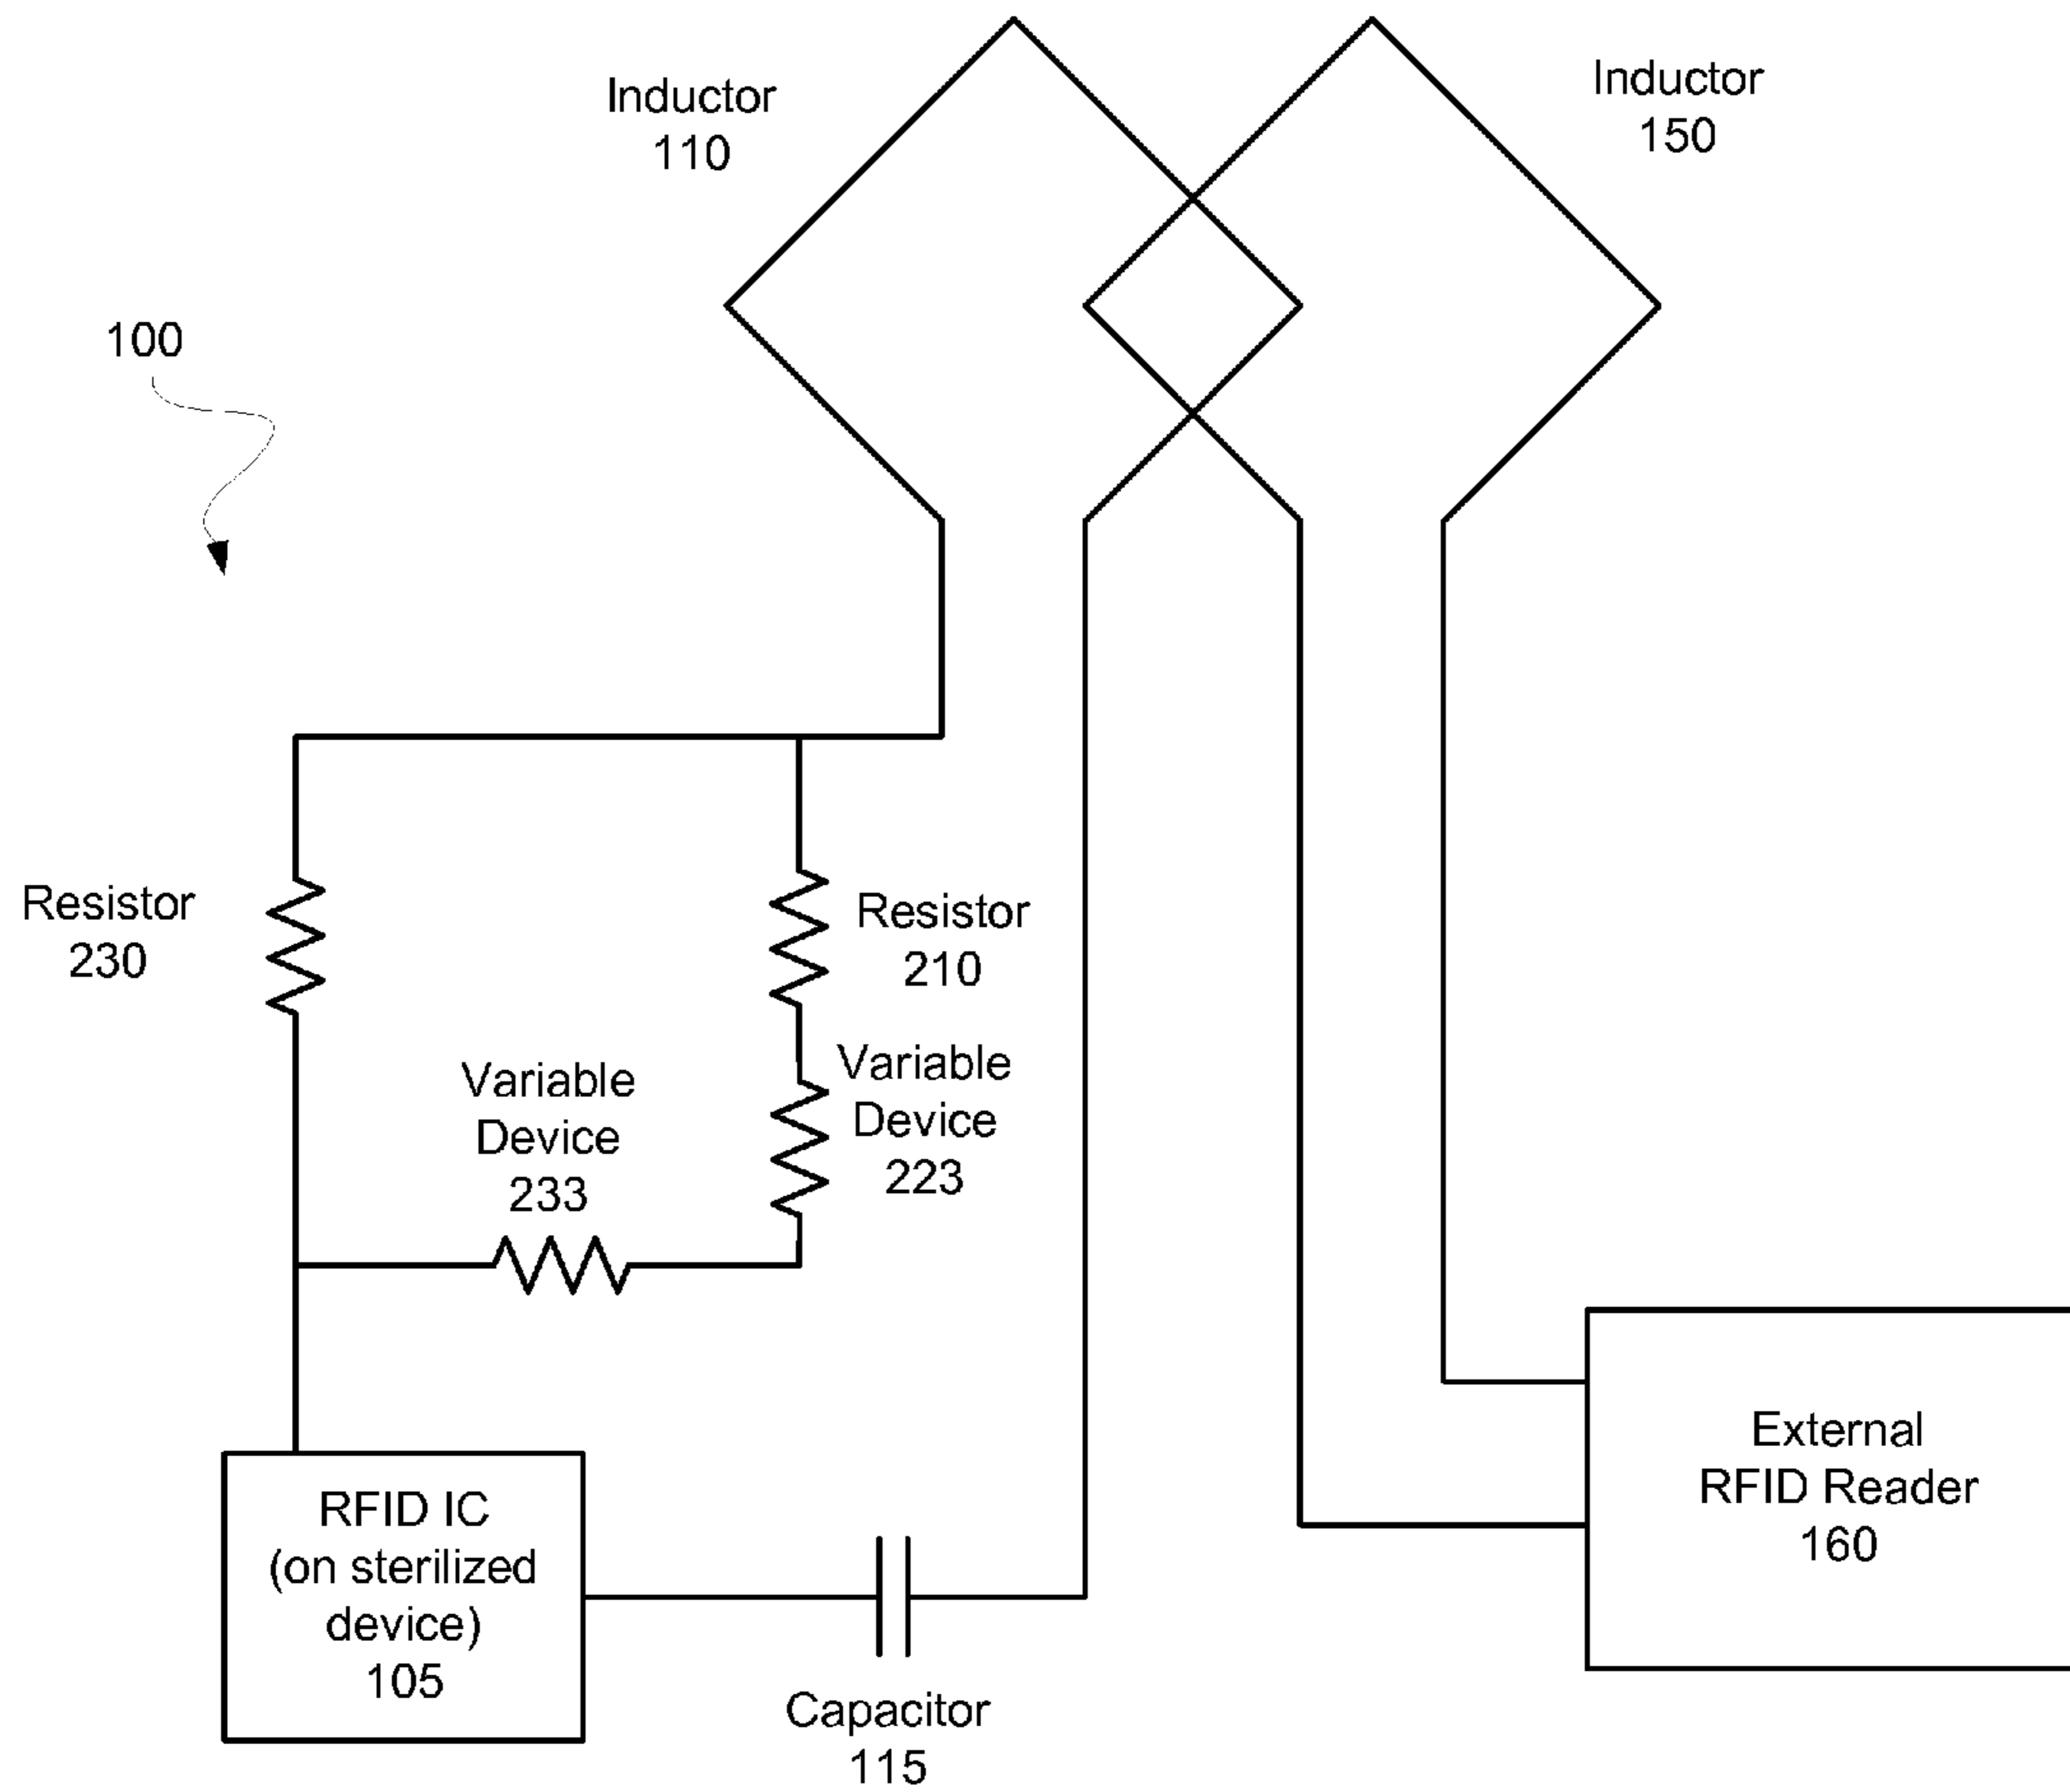 Inductor
110
Inductor
150
100
Resistor
230
Resistor
210
Variable
Device
233
Variable
Device
223
RFID IC
(on sterilized
device)
105
External
RFID Reader
160
Capacitor
115